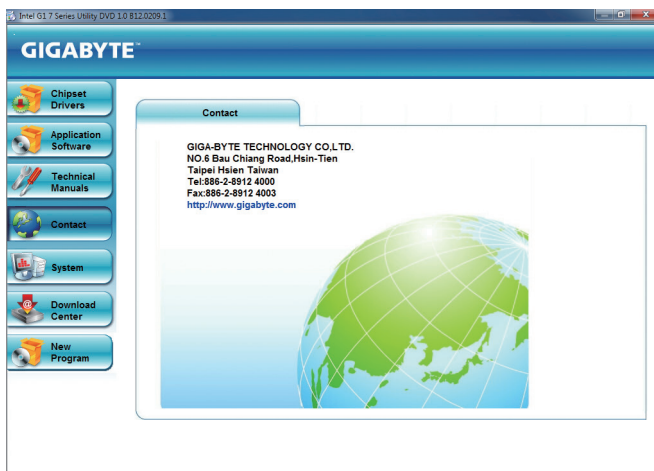 Intel G1 7 Series Utility DVD 1.0 B12.0209.1
GIGABYTE™
Chipset
Drivers
Application
Software
Technical
Manuals
Contact
System
Download
Center
New
Program
Contact
GIGA-BYTE TECHNOLOGY CO,LTD.
NO.6 Bau Chiang Road,Hsin-Tien
Taipei Hsien Taiwan
Tel:886-2-8912 4000
Fax:886-2-8912 4003
http://www.gigabyte.com